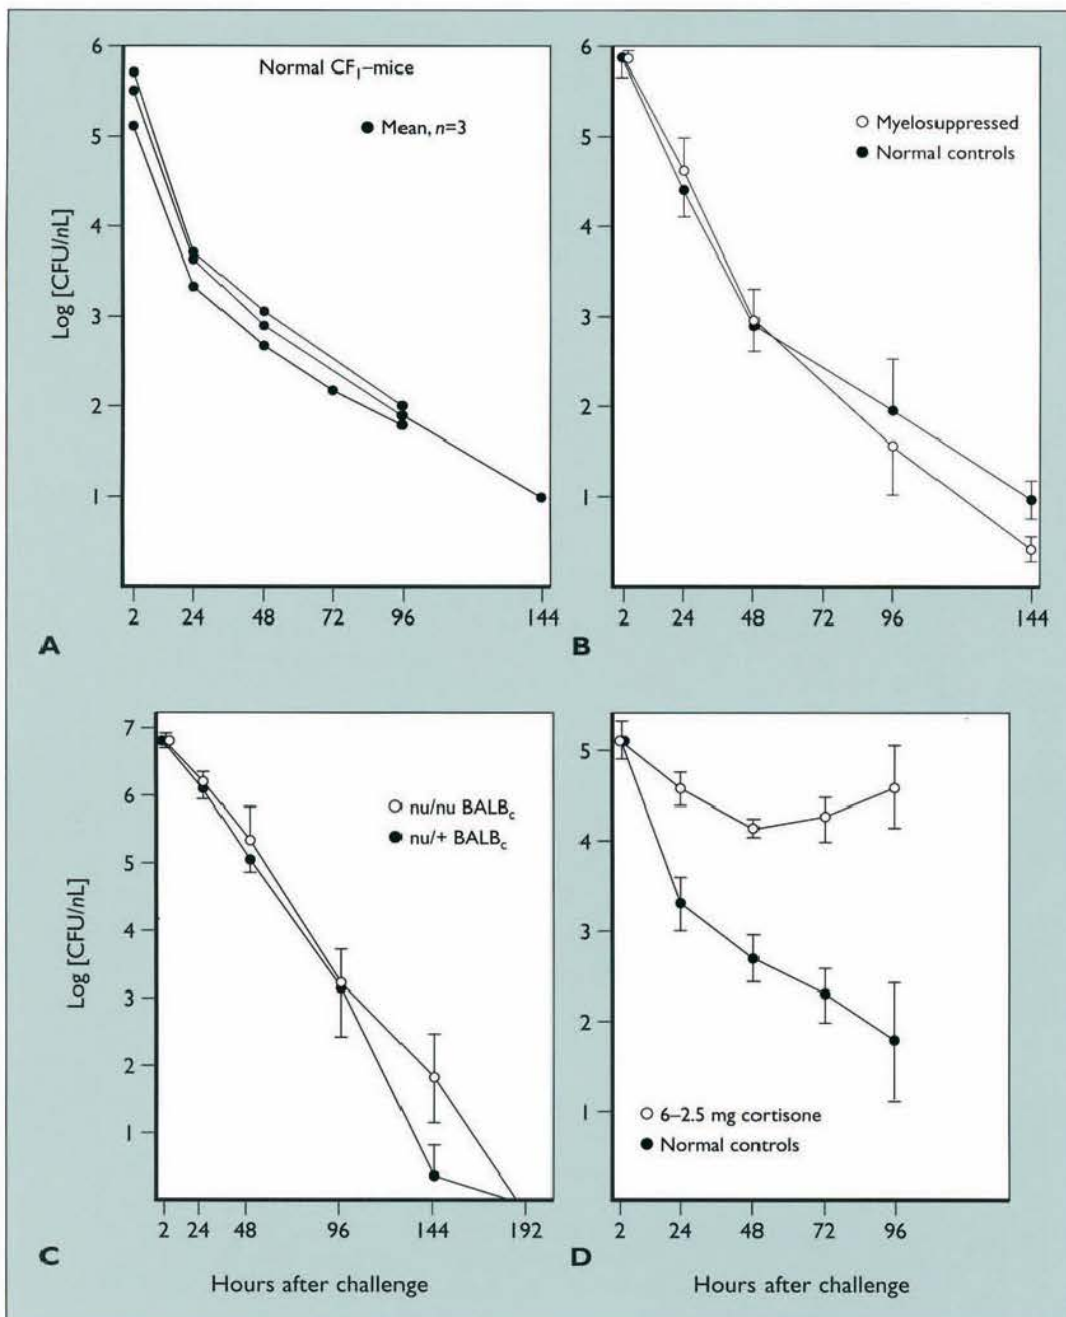 Normal CF₁–mice
Mean, n=3
Log [CFU/nL]
6
5
4
3
2
1
2 24 48 72 96 144
A
Myelosuppressed
Normal controls
6
5
4
3
2
1
2 24 48 72 96 144
B
nu/nu BALBc
nu/+ BALBc
Log [CFU/nL]
7
6
5
4
3
2
1
2 24 48 96 144 192
C
Hours after challenge
5
4
3
2
1
6–2.5 mg cortisone
Normal controls
2 24 48 72 96
D
Hours after challenge